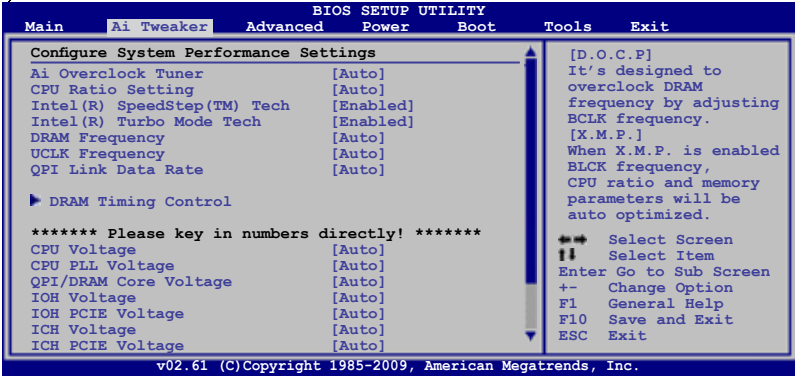 BIOS SETUP UTILITY
Main Ai Tweaker Advanced Power Boot Tools Exit
Configure System Performance Settings
Ai Overclock Tuner [Auto]
CPU Ratio Setting [Auto]
Intel(R) SpeedStep(TM) Tech [Enabled]
Intel(R) Turbo Mode Tech [Enabled]
DRAM Frequency [Auto]
UCLK Frequency [Auto]
QPI Link Data Rate [Auto]
DRAM Timing Control
******* Please key in numbers directly! *******
CPU Voltage [Auto]
CPU PLL Voltage [Auto]
QPI/DRAM Core Voltage [Auto]
IOH Voltage [Auto]
IOH PCIE Voltage [Auto]
ICH Voltage [Auto]
ICH PCIE Voltage [Auto]
[D.O.C.P]
It's designed to
overclock DRAM
frequency by adjusting
BCLK frequency.
[X.M.P.]
When X.M.P. is enabled
BLCK frequency,
CPU ratio and memory
parameters will be
auto optimized.
Select Screen
Select Item
Enter Go to Sub Screen
+- Change Option
F1 General Help
F10 Save and Exit
ESC Exit
v02.61 (C)Copyright 1985-2009, American Megatrends, Inc.